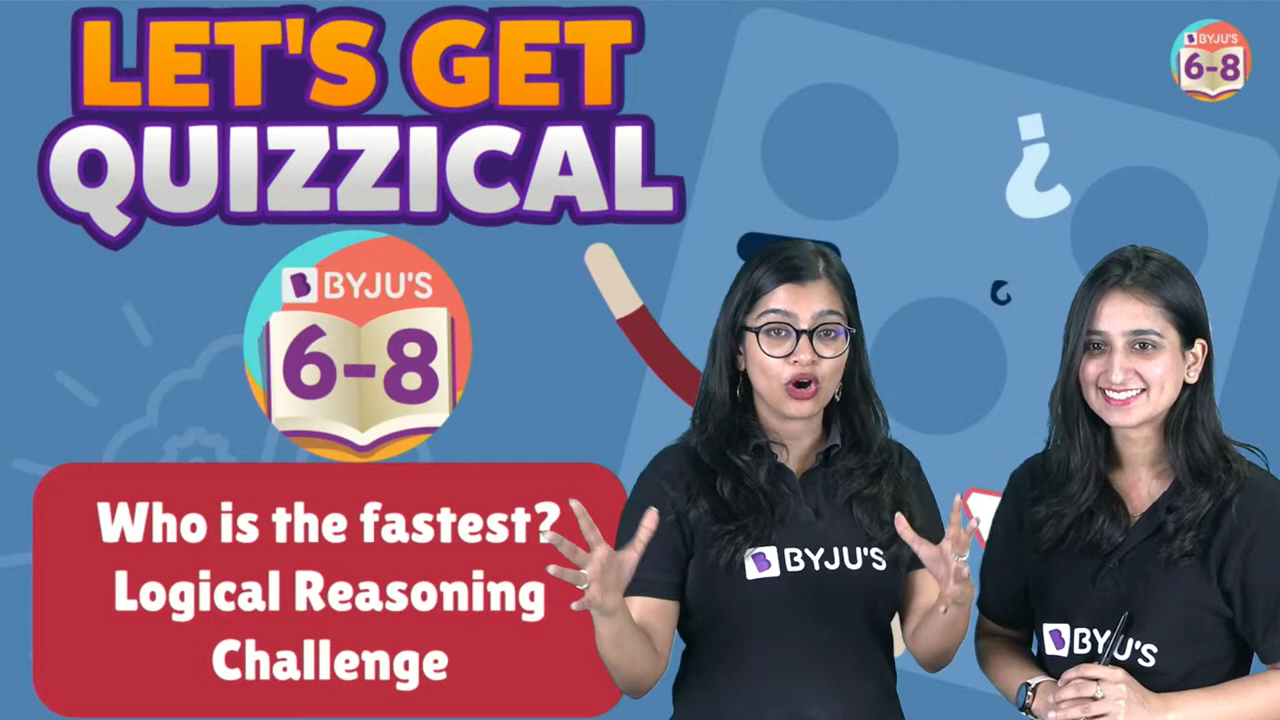 LET'S GET
QUIZZICAL
BYJU'S
6-8
BYJU'S
6-8
Who is the fastest?
Logical Reasoning
Challenge
BYJU'S
BYJU'S